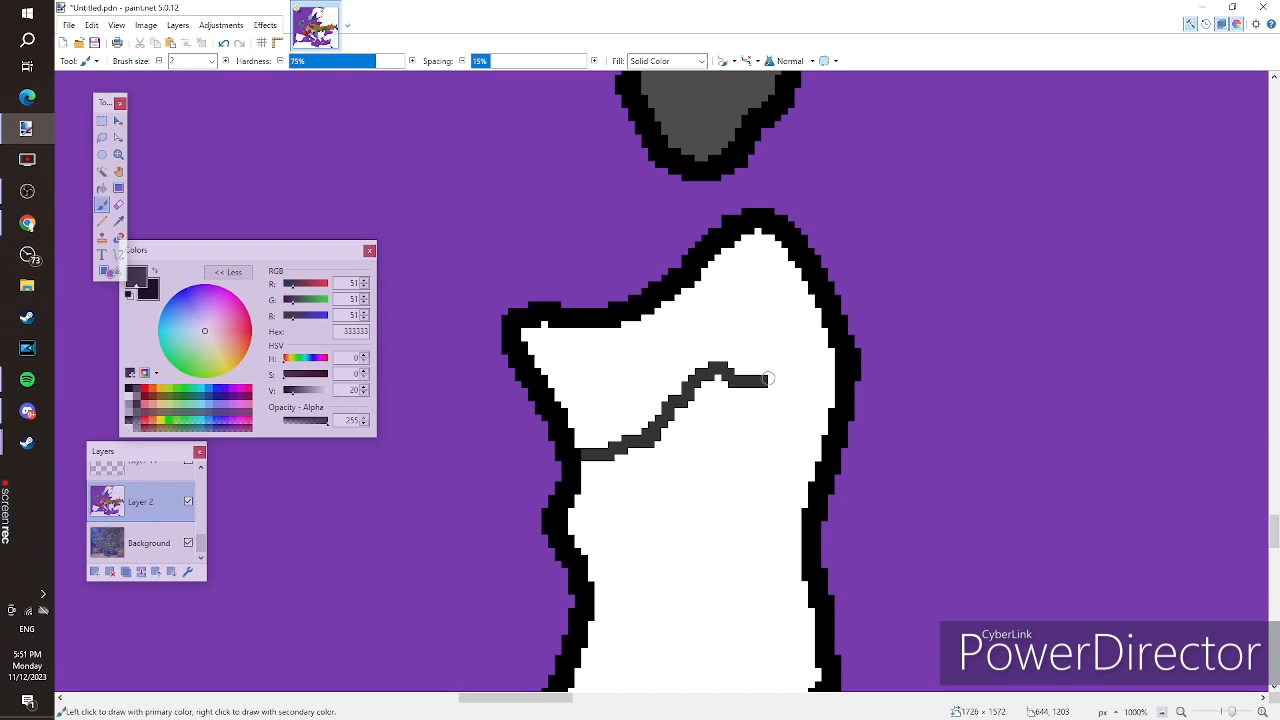 *Untitled.pdn - paint.net 5.0.12
File Edit View Image Layers Adjustments Effects
Tool: Brush size: 2 Hardness: 75% Spacing: 15% Fill: Solid Color Normal
To...
Colors
<< Less
RGB
R: 51
G: 51
B: 51
Hex: 333333
HSV
H: 0
S: 0
V: 20
Opacity - Alpha
255
Layers
Layer 2
Background
screenrec
ENG
5:51 PM
Monday
11/12/2023
CyberLink
PowerDirector
Left click to draw with primary color, right click to draw with secondary color.
1726 × 1572 644, 1203 px 1000%